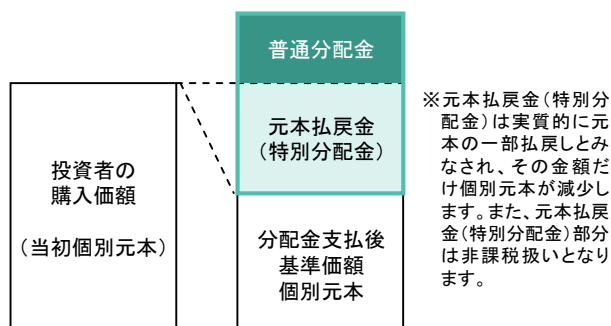 普通分配金
元本払戻金
（特別分配金）
投資者の
購入価額
（当初個別元本）
分配金支払後
基準価額
個別元本
※元本払戻金（特別分
配金）は実質的に元
本の一部払戻しとみ
なされ、その金額だ
け個別元本が減少し
ます。また、元本払戻
金（特別分配金）部分
は非課税扱いとなり
ます。